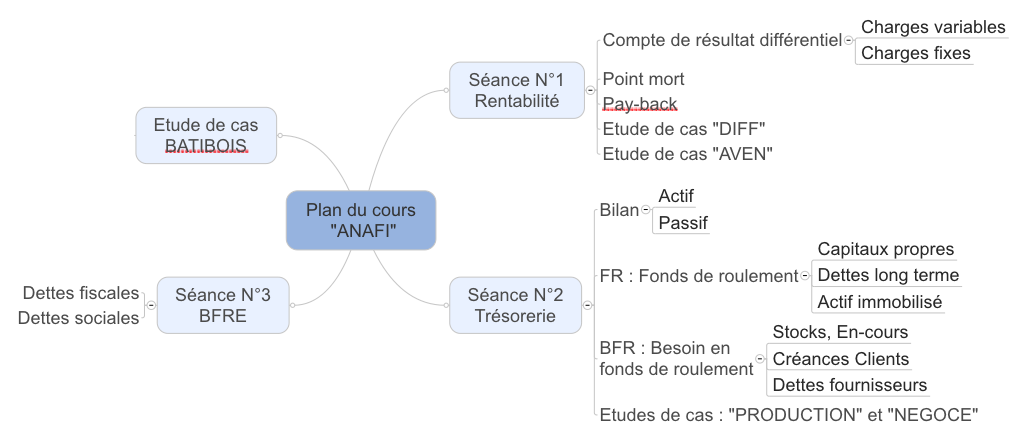 Plan du cours
"ANAFI"
Séance N°1
Rentabilité
Compte de résultat différentiel
Charges variables
Charges fixes
Point mort
Pay-back
Etude de cas "DIFF"
Etude de cas "AVEN"
Séance N°2
Trésorerie
Bilan
Actif
Passif
FR : Fonds de roulement
Capitaux propres
Dettes long terme
Actif immobilisé
BFR : Besoin en
fonds de roulement
Stocks, En-cours
Créances Clients
Dettes fournisseurs
Etudes de cas : "PRODUCTION" et "NEGOCE"
Séance N°3
BFRE
Dettes fiscales
Dettes sociales
Etude de cas
BATIBOIS